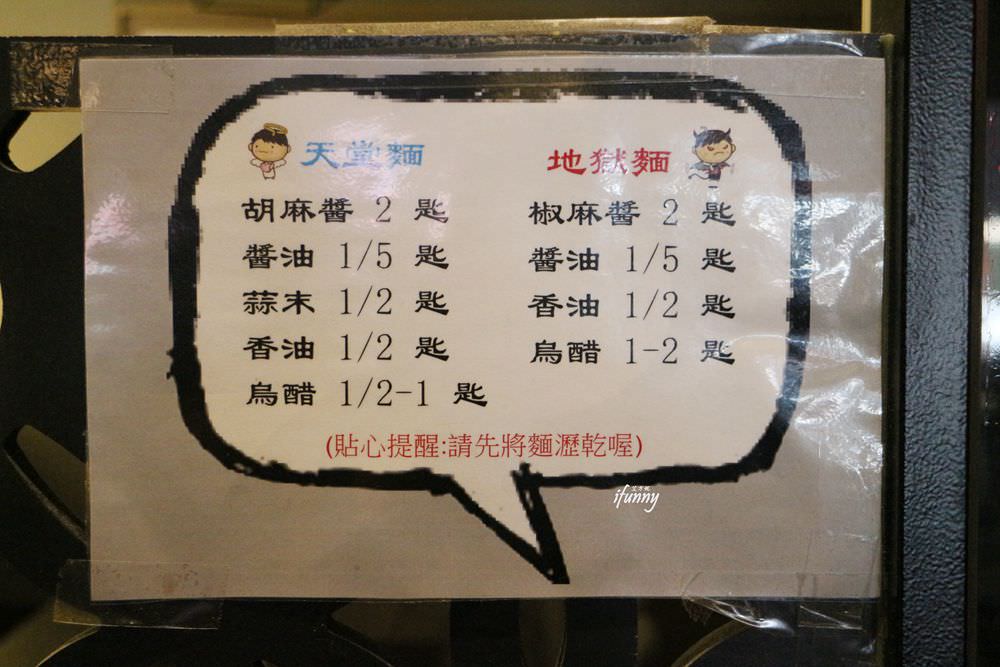 天堂麵
胡麻醬 2 匙
醬油 1/5 匙
蒜末 1/2 匙
香油 1/2 匙
烏醋 1/2-1 匙
地獄麵
椒麻醬 2 匙
醬油 1/5 匙
香油 1/2 匙
烏醋 1-2 匙
(貼心提醒:請先將麵瀝乾喔)
ifunny